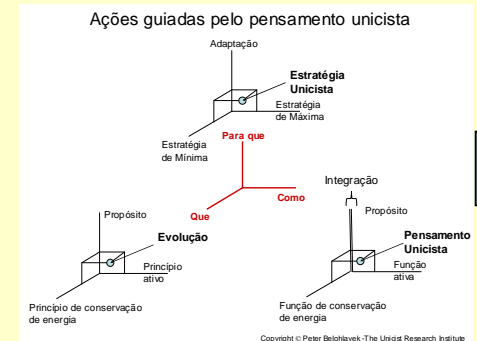 Ações guiadas pelo pensamento unicista
Adaptação
Estratégia
Unicista
Estratégia
de Máxima
Estratégia
de Mínima
Para que
Como
Que
Integração
Propósito
Pensamento
Unicista
Função
ativa
Função de conservação
de energia
Propósito
Evolução
Princípio
ativo
Princípio de conservação
de energia
Copyright © Peter Belohlavek -The Unicist Research Institute